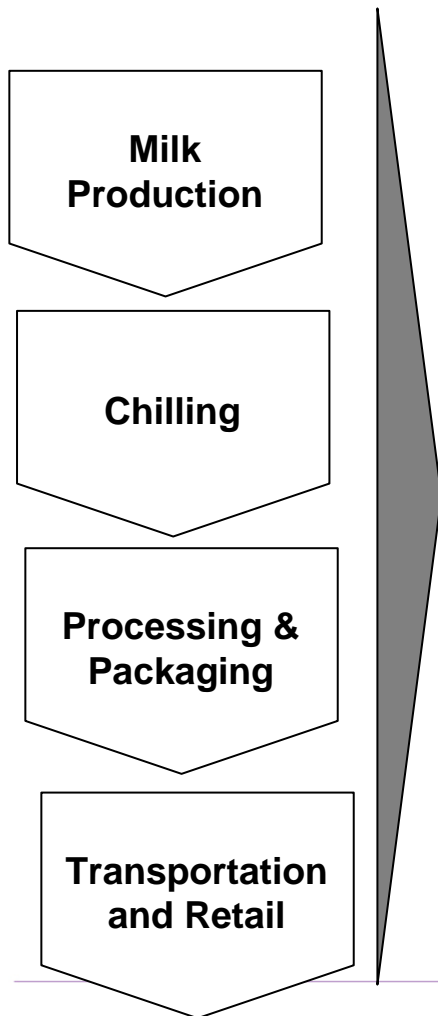 Milk
Production
Chilling
Processing &
Packaging
Transportation
and Retail